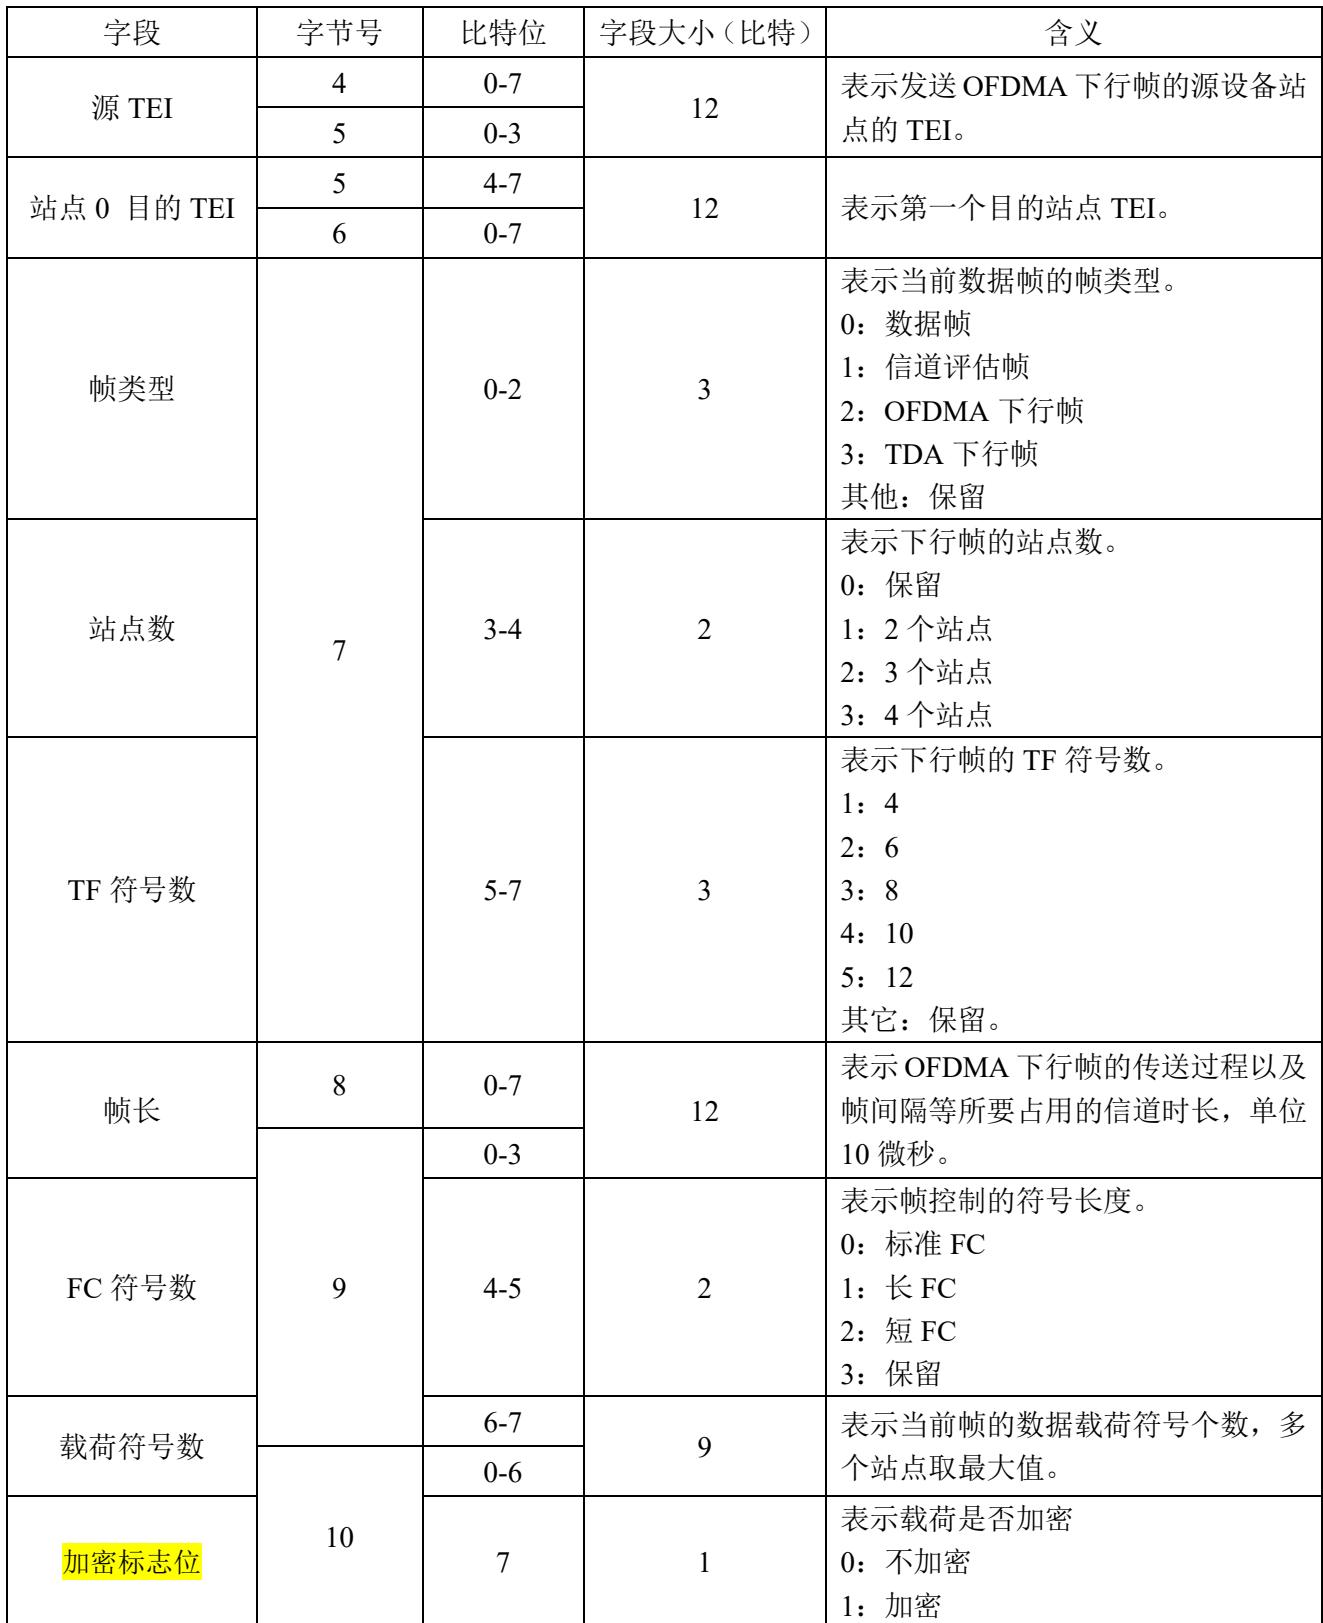 字段 字节号 比特位 字段大小（比特） 含义
源 TEI 4 0-7 12 表示发送 OFDMA 下行帧的源设备站
5 0-3 点的 TEI。
站点 0 目的 TEI 5 4-7 12 表示第一个目的站点 TEI。
6 0-7
帧类型 7 0-2 3 表示当前数据帧的帧类型。
0：数据帧
1：信道评估帧
2：OFDMA 下行帧
3：TDA 下行帧
其他：保留
站点数 3-4 2 表示下行帧的站点数。
0：保留
1：2 个站点
2：3 个站点
3：4 个站点
TF 符号数 5-7 3 表示下行帧的 TF 符号数。
1：4
2：6
3：8
4：10
5：12
其它：保留。
帧长 8 0-7 12 表示 OFDMA 下行帧的传送过程以及
帧间隔等所要占用的信道时长，单位
9 0-3 10 微秒。
FC 符号数 4-5 2 表示帧控制的符号长度。
0：标准 FC
1：长 FC
2：短 FC
3：保留
载荷符号数 6-7 9 表示当前帧的数据载荷符号个数，多
10 0-6 个站点取最大值。
加密标志位 7 1 表示载荷是否加密
0：不加密
1：加密